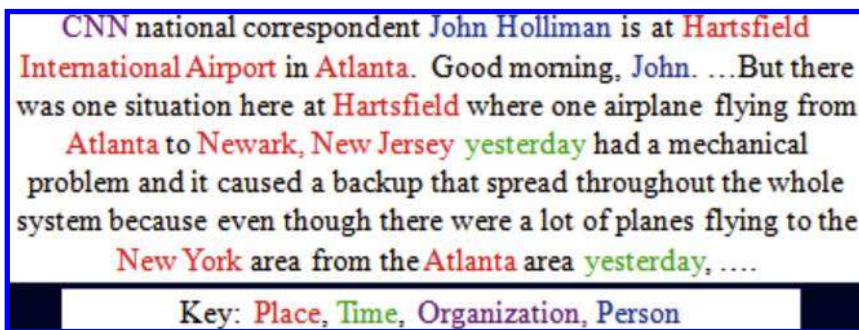 CNN national correspondent John Holliman is at Hartsfield
International Airport in Atlanta. Good morning, John. ...But there
was one situation here at Hartsfield where one airplane flying from
Atlanta to Newark, New Jersey yesterday had a mechanical
problem and it caused a backup that spread throughout the whole
system because even though there were a lot of planes flying to the
New York area from the Atlanta area yesterday, ....
Key: Place, Time, Organization, Person